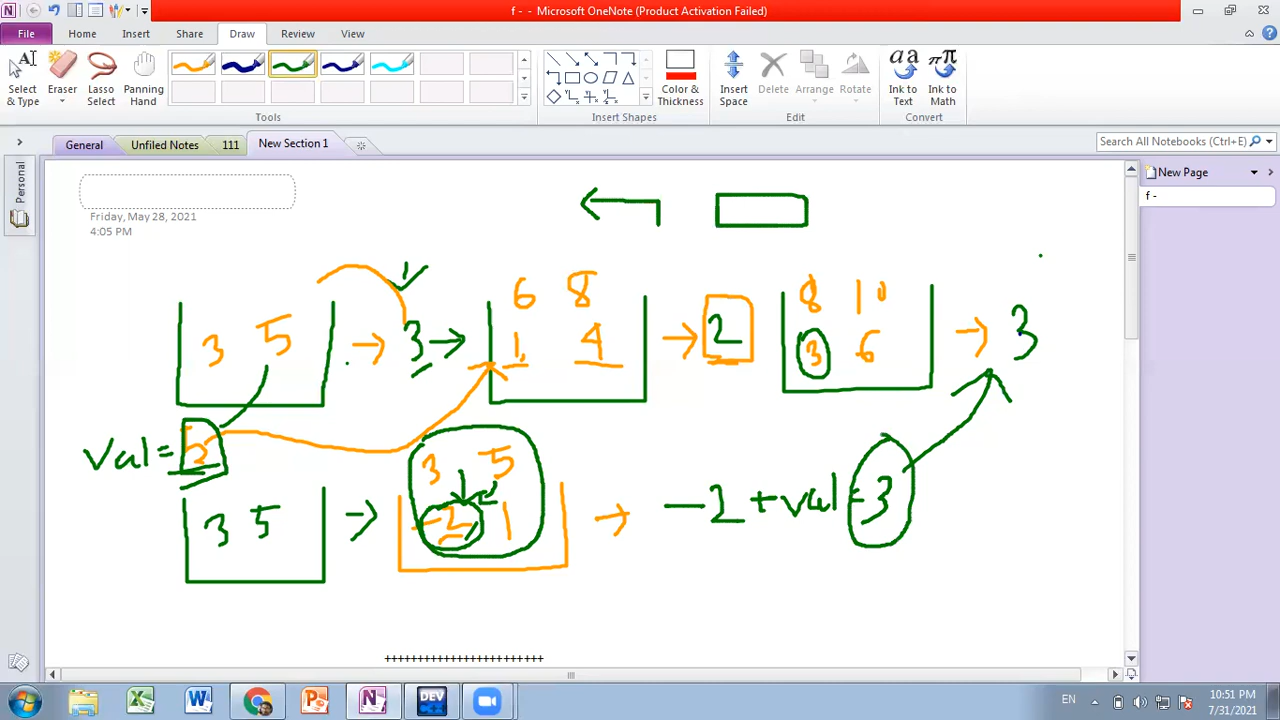 f - - Microsoft OneNote (Product Activation Failed)
File Home Insert Share Draw Review View
Select & Type
Eraser
Lasso Select
Panning Hand
Color & Thickness
Insert Space
Delete
Arrange
Rotate
Ink to Text
Ink to Math
Tools
Insert Shapes
Edit
Convert
General Unfiled Notes 111 New Section 1
Search All Notebooks (Ctrl+E)
Personal
New Page
f -
Friday, May 28, 2021
4:05 PM
6 8
8 10
3 5 → 3 → 1 4 → 2 3 6 → 3
val = 5
3 5
3 5 → -2 1 → -2 + val = 3
++++++++++++++++++++++++
EN
10:51 PM
7/31/2021